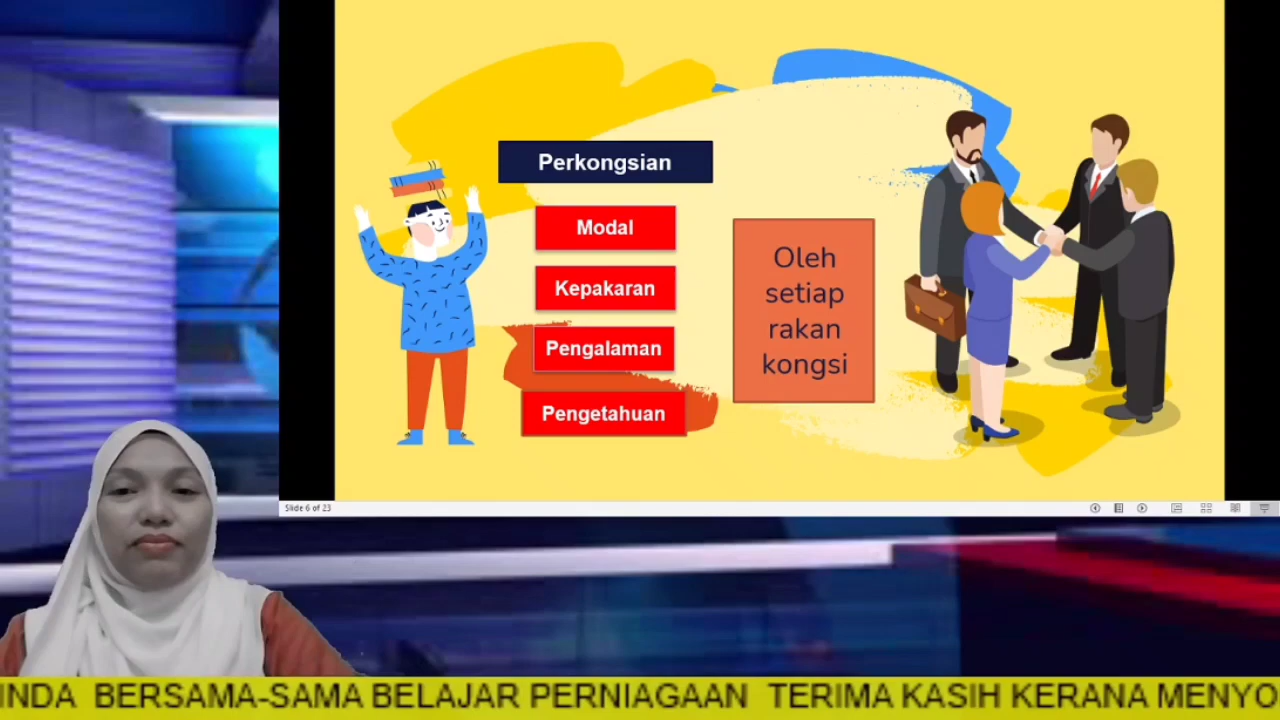 Perkongsian
Modal
Kepakaran
Pengalaman
Pengetahuan
Oleh
setiap
rakan
kongsi
Slide 6 of 23
INDA BERSAMA-SAMA BELAJAR PERNIAGAAN TERIMA KASIH KERANA MENYO